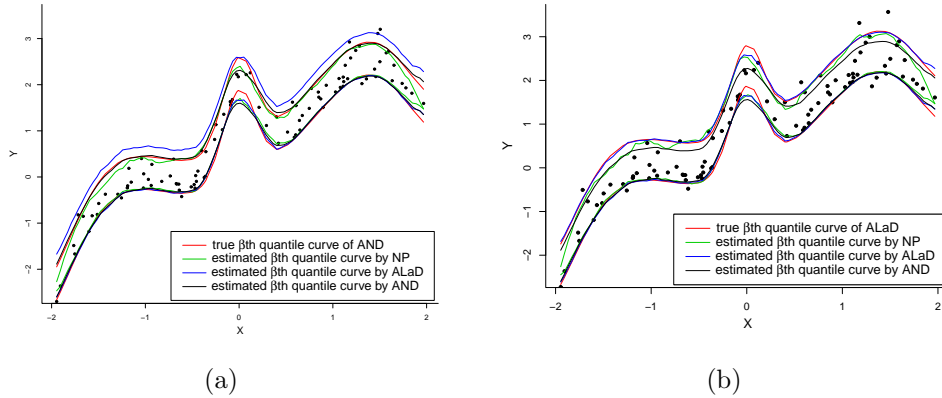 3
2
1
0
−1
−2
Y
−2
−1
0
1
2
X
true βth quantile curve of AND
estimated βth quantile curve by NP
estimated βth quantile curve by ALaD
estimated βth quantile curve by AND
(a)
3
2
1
0
−1
−2
Y
−2
−1
0
1
2
X
true βth quantile curve of ALaD
estimated βth quantile curve by NP
estimated βth quantile curve by ALaD
estimated βth quantile curve by AND
(b)